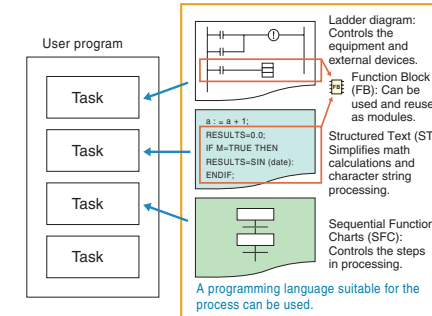 User program
Task
Task
Task
Task
Ladder diagram:
Controls the
equipment and
external devices.
FB
Function Block
(FB): Can be
used and reuse
as modules.
a : = a + 1;
RESULTS=0.0;
IF M=TRUE THEN
RESULTS=SIN (date):
ENDIF;
Structured Text (ST
Simplifies math
calculations and
character string
processing.
Sequential Function
Charts (SFC):
Controls the steps
in processing.
A programming language suitable for the
process can be used.